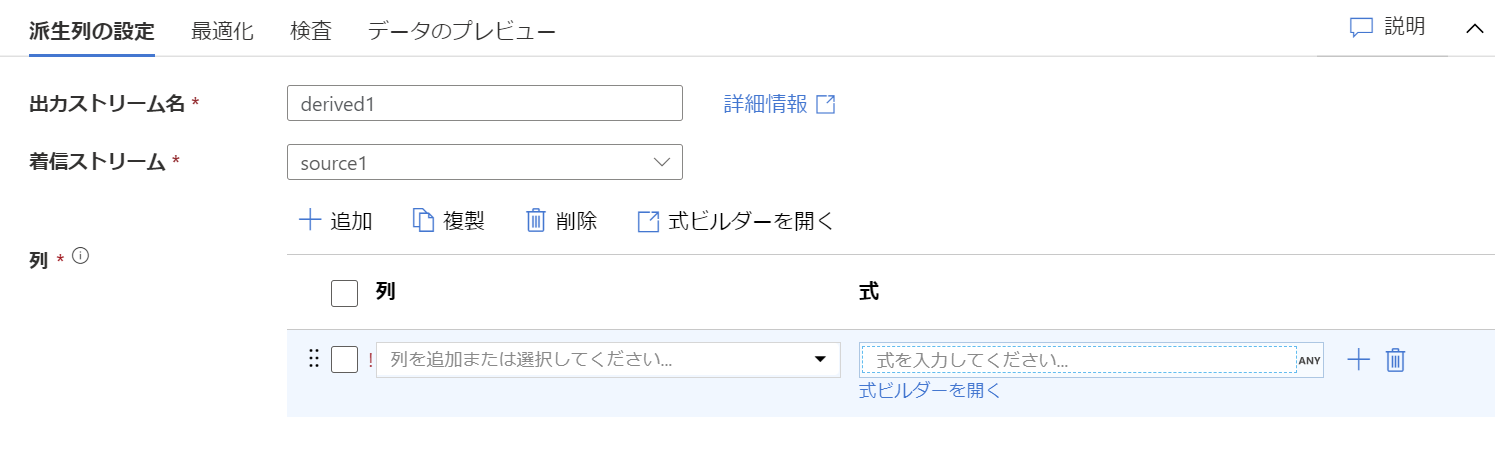 派生列の設定 最適化 検査 データのプレビュー 説明
出力ストリーム名 * derived1 詳細情報
着信ストリーム * source1
追加 複製 削除 式ビルダーを開く
列 *
列 式
! 列を追加または選択してください... 式を入力してください... ANY
式ビルダーを開く